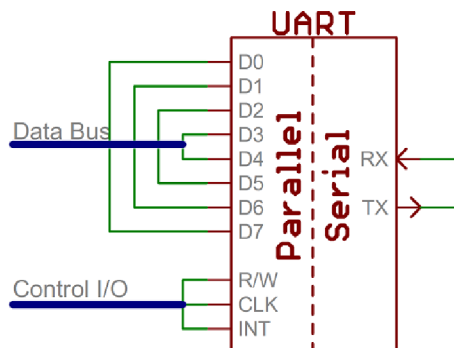 UART
D0
D1
D2
Data Bus
D3
D4
D5
D6
D7
Parallel
Serial
RX
TX
Control I/O
R/W
CLK
INT